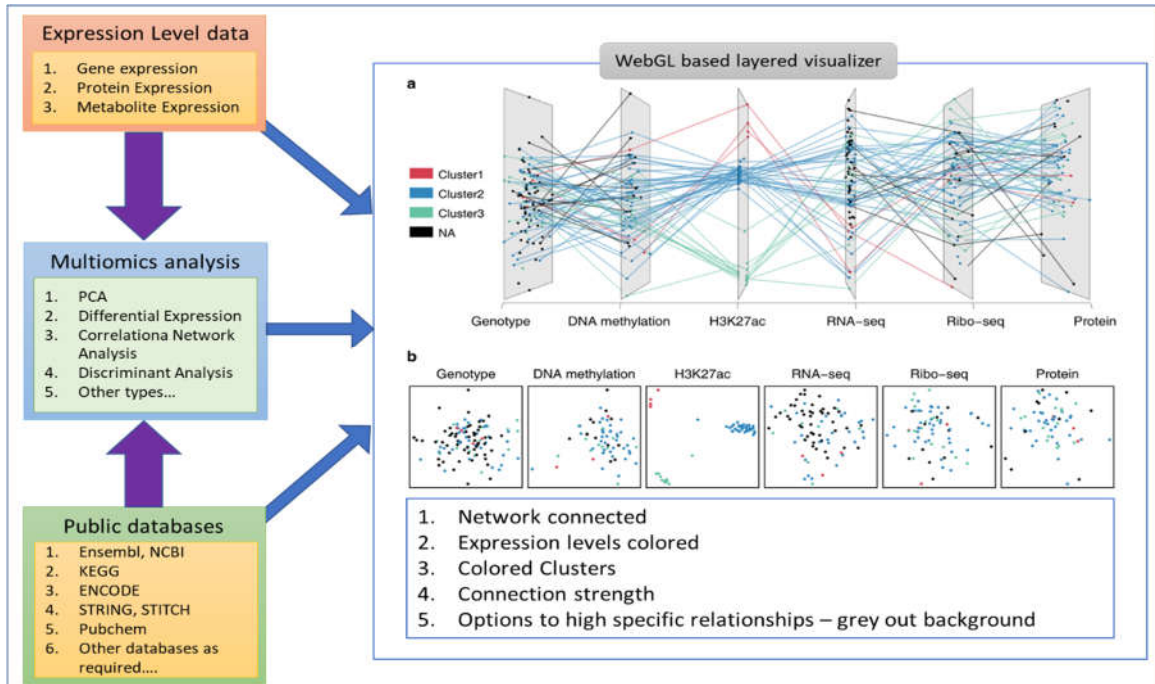 Expression Level data
1. Gene expression
2. Protein Expression
3. Metabolite Expression
Multiomics analysis
1. PCA
2. Differential Expression
3. Correlationa Network
Analysis
4. Discriminant Analysis
5. Other types...
Public databases
1. Ensembl, NCBI
2. KEGG
3. ENCODE
4. STRING, STITCH
5. Pubchem
6. Other databases as
required....
WebGL based layered visualizer
a
Cluster1
Cluster2
Cluster3
NA
Genotype DNA methylation H3K27ac RNA-seq Ribo-seq Protein
b
Genotype DNA methylation H3K27ac RNA-seq Ribo-seq Protein
1. Network connected
2. Expression levels colored
3. Colored Clusters
4. Connection strength
5. Options to high specific relationships – grey out background